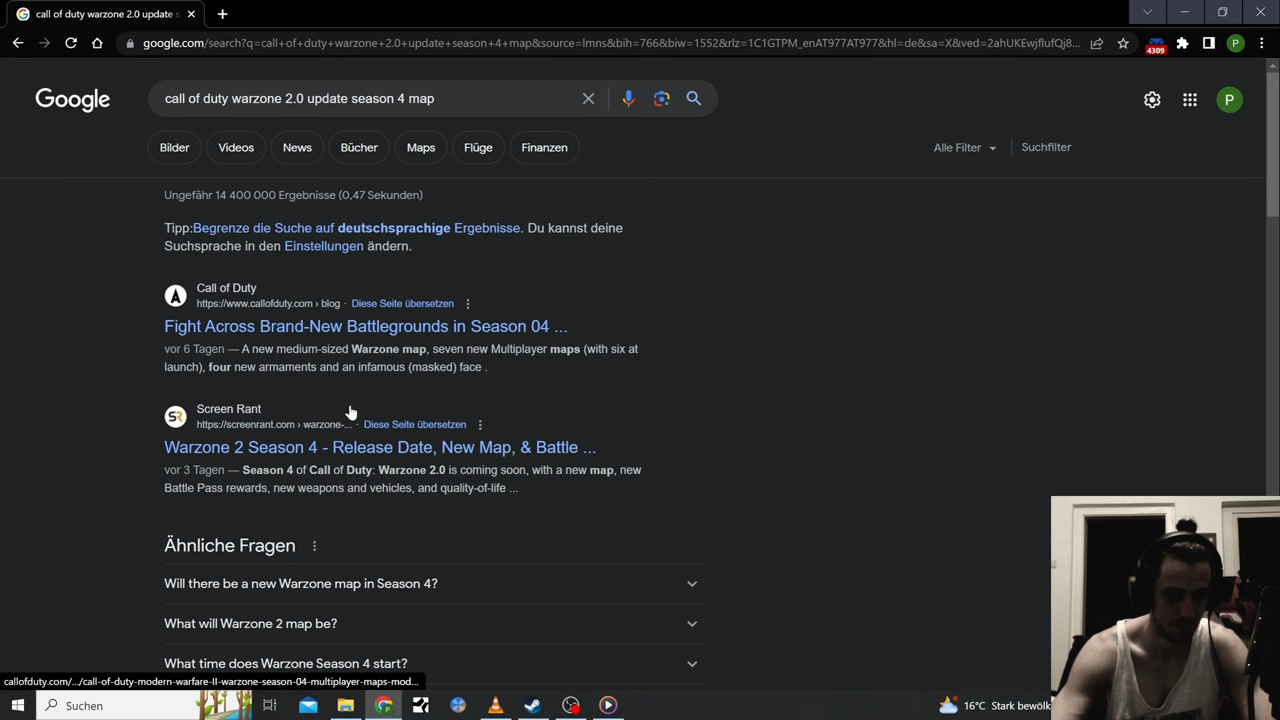 call of duty warzone 2.0 update s
google.com/search?q=call+of+duty+warzone+2.0+update+season+4+map&source=lmns&bih=766&biw=1552&rlz=1C1GTPM_enAT977AT977&hl=de&sa=X&ved=2ahUKEwjflufQj8...
4309
P
Google
call of duty warzone 2.0 update season 4 map
P
Bilder
Videos
News
Bücher
Maps
Flüge
Finanzen
Alle Filter
Suchfilter
Ungefähr 14 400 000 Ergebnisse (0,47 Sekunden)
Tipp:Begrenze die Suche auf deutschsprachige Ergebnisse. Du kannst deine
Suchsprache in den Einstellungen ändern.
Call of Duty
https://www.callofduty.com › blog · Diese Seite übersetzen
Fight Across Brand-New Battlegrounds in Season 04 ...
vor 6 Tagen — A new medium-sized Warzone map, seven new Multiplayer maps (with six at
launch), four new armaments and an infamous (masked) face .
SR
Screen Rant
https://screenrant.com › warzone-... · Diese Seite übersetzen
Warzone 2 Season 4 - Release Date, New Map, & Battle ...
vor 3 Tagen — Season 4 of Call of Duty: Warzone 2.0 is coming soon, with a new map, new
Battle Pass rewards, new weapons and vehicles, and quality-of-life ...
Ähnliche Fragen
Will there be a new Warzone map in Season 4?
What will Warzone 2 map be?
What time does Warzone Season 4 start?
callofduty.com/.../call-of-duty-modern-warfare-II-warzone-season-04-multiplayer-maps-mod...
Suchen
16°C Stark bewölk